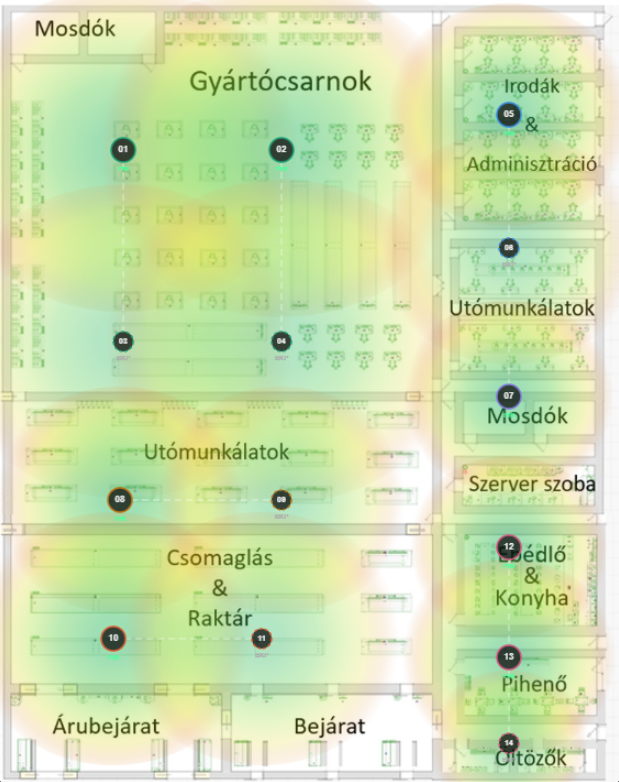 Mosdók
Gyártócsarnok
Irodák
05
&
Adminisztráció
01
02
06
Utómunkálatok
03
04
07
Mosdók
Utómunkálatok
08
09
Szerver szoba
Csomaglás
&
Raktár
12
Ebédlő
&
Konyha
10
11
13
Pihenő
Árubejárat
Bejárat
14
Öltözők